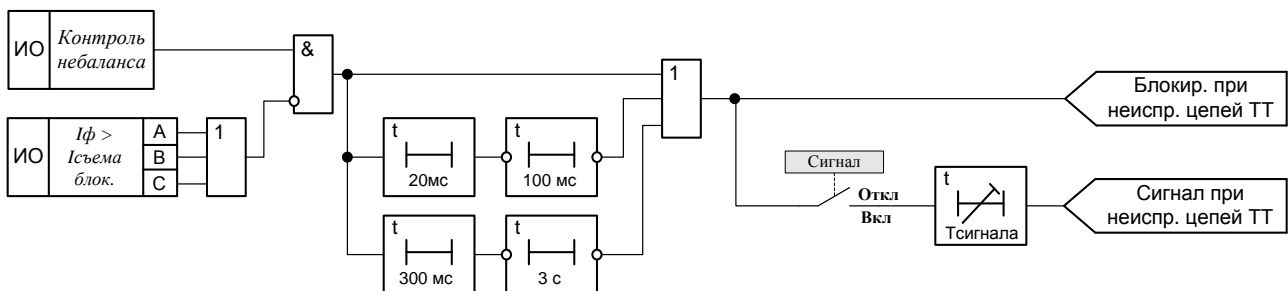 ИО
Контроль
небаланса
&
ИО
Iф >
Iсъема
блок.
A
B
C
1
t
20мс
t
100 мс
t
300 мс
t
3 с
1
Блокир. при
неиспр. цепей ТТ
Сигнал
Откл
Вкл
t
Тсигнала
Сигнал при
неиспр. цепей ТТ